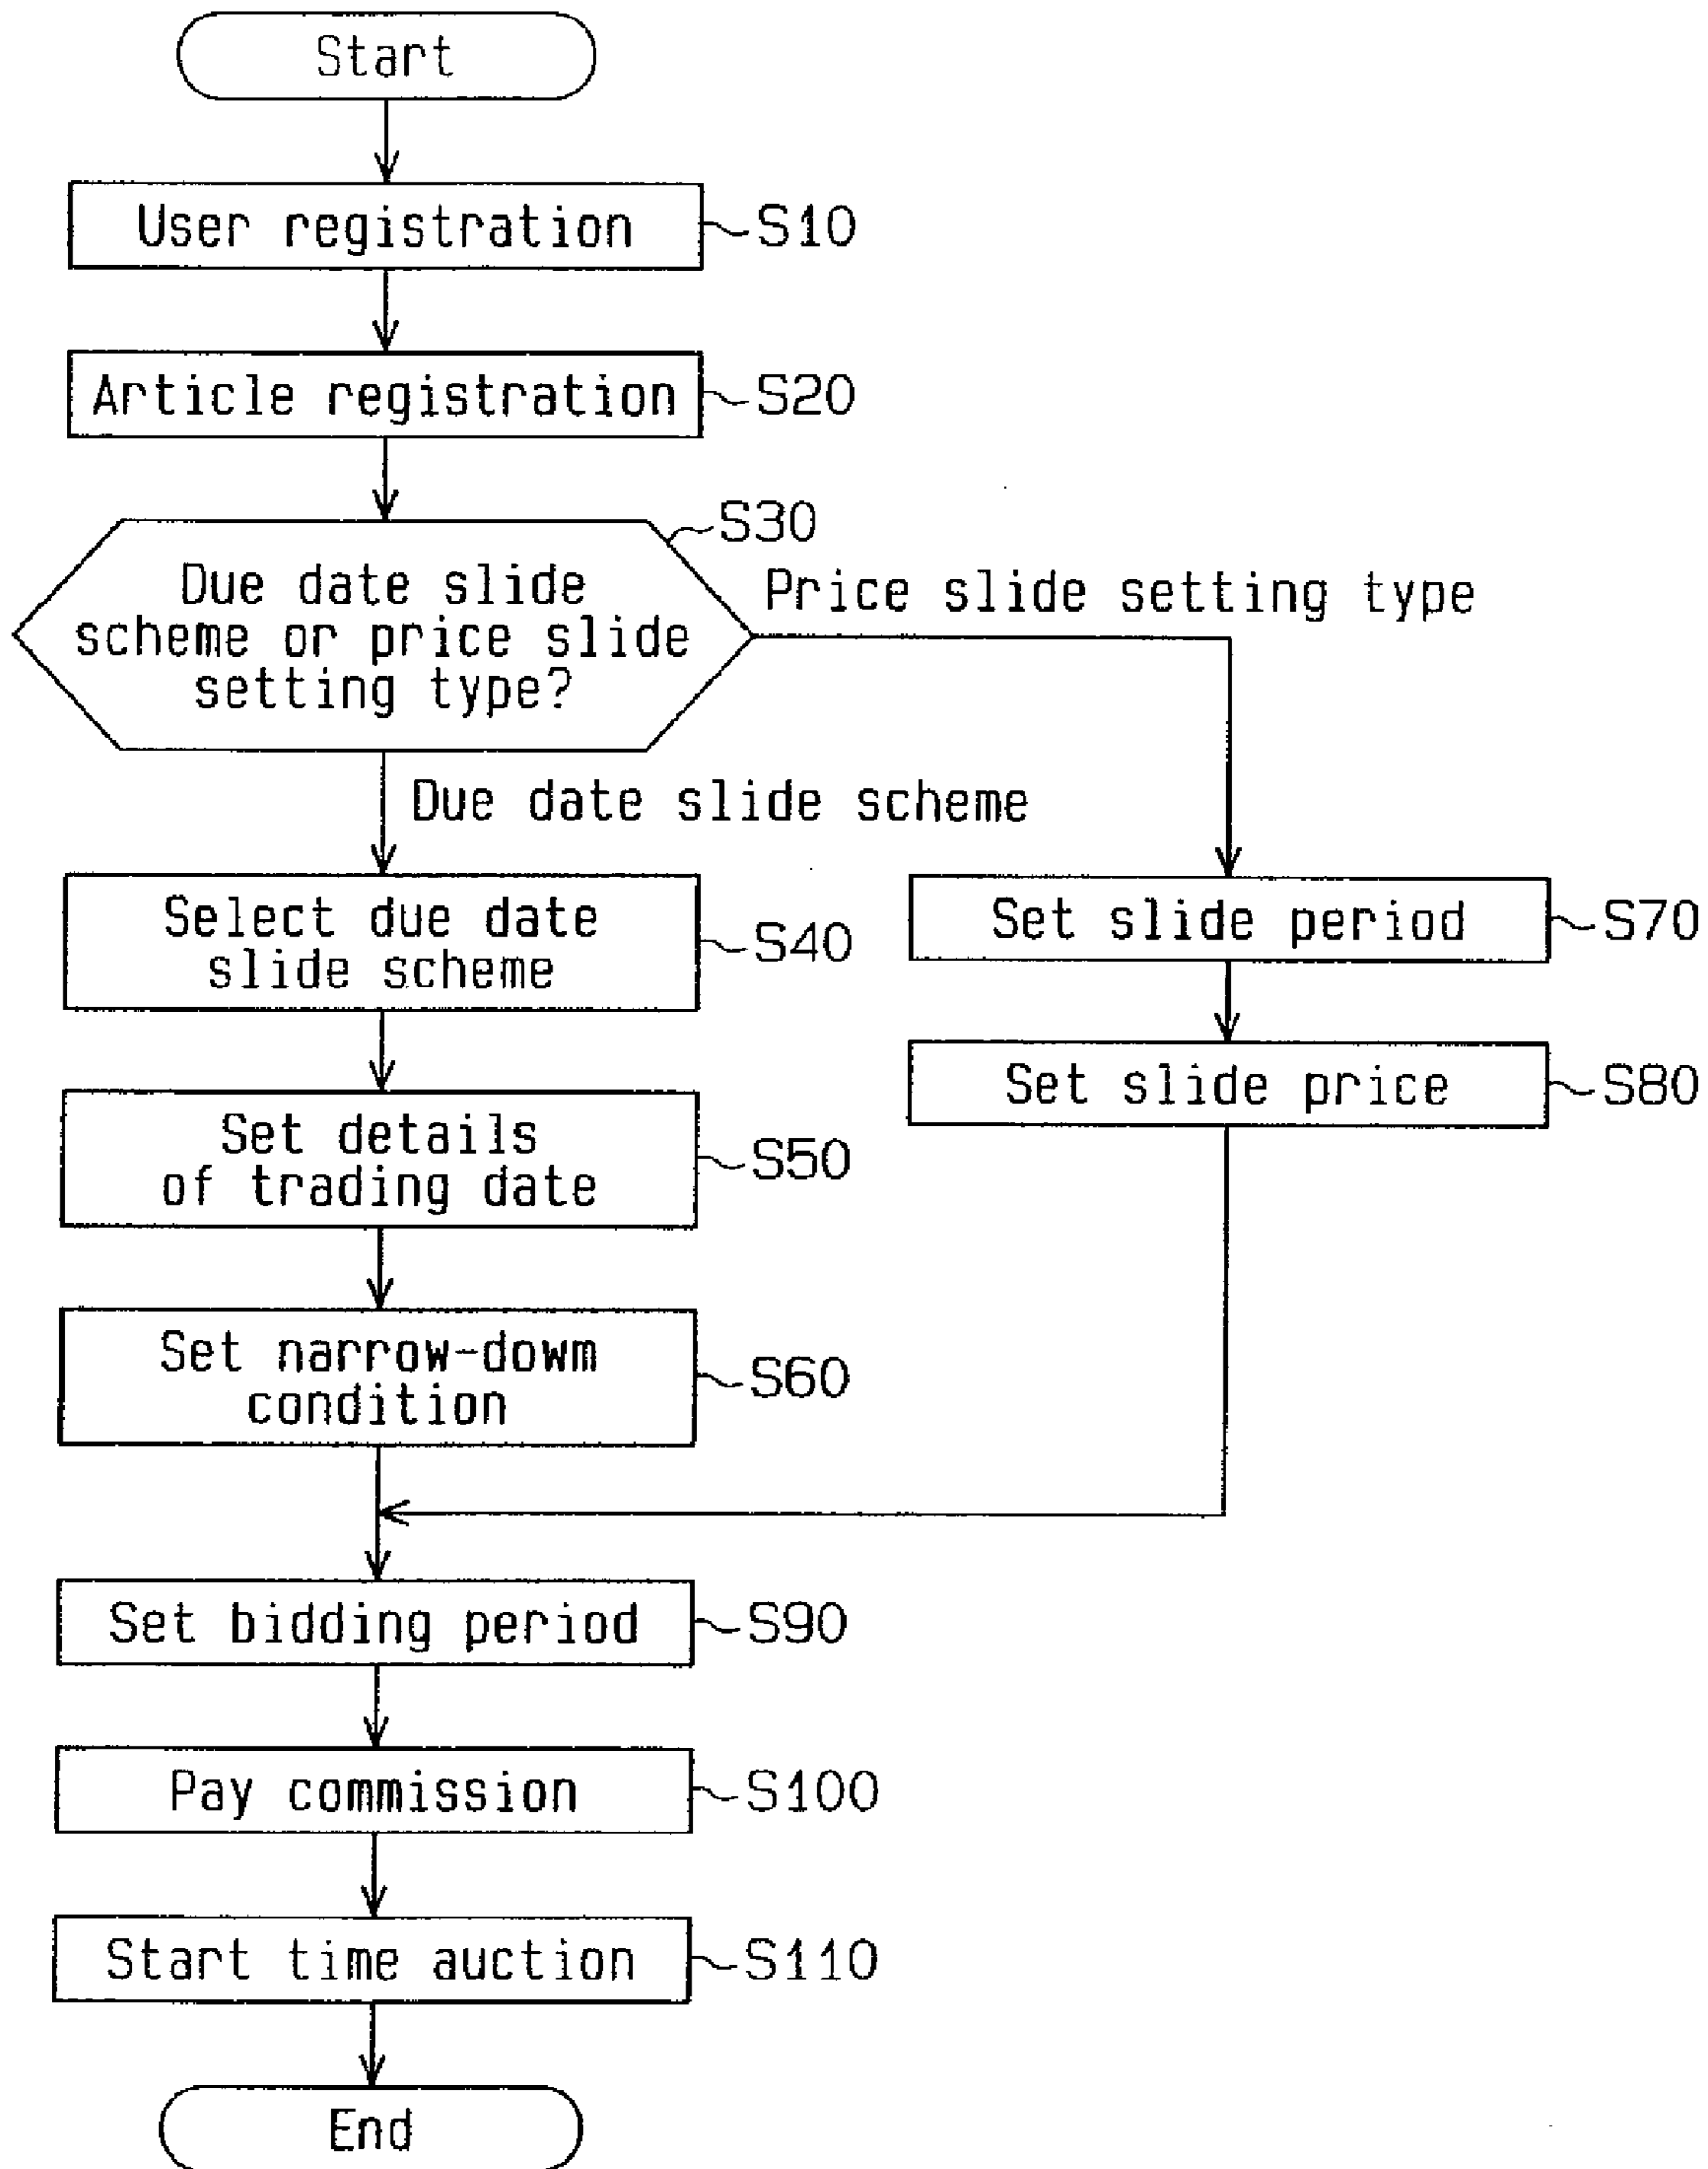 Start
User registration
S10
Article registration
S20
S30
Due date slide
scheme or price slide
setting type?
Price slide setting type
Due date slide scheme
Select due date
slide scheme
S40
Set slide period
S70
Set slide price
S80
Set details
of trading date
S50
Set narrow-dowm
condition
S60
Set bidding period
S90
Pay commission
S100
Start time auction
S110
End